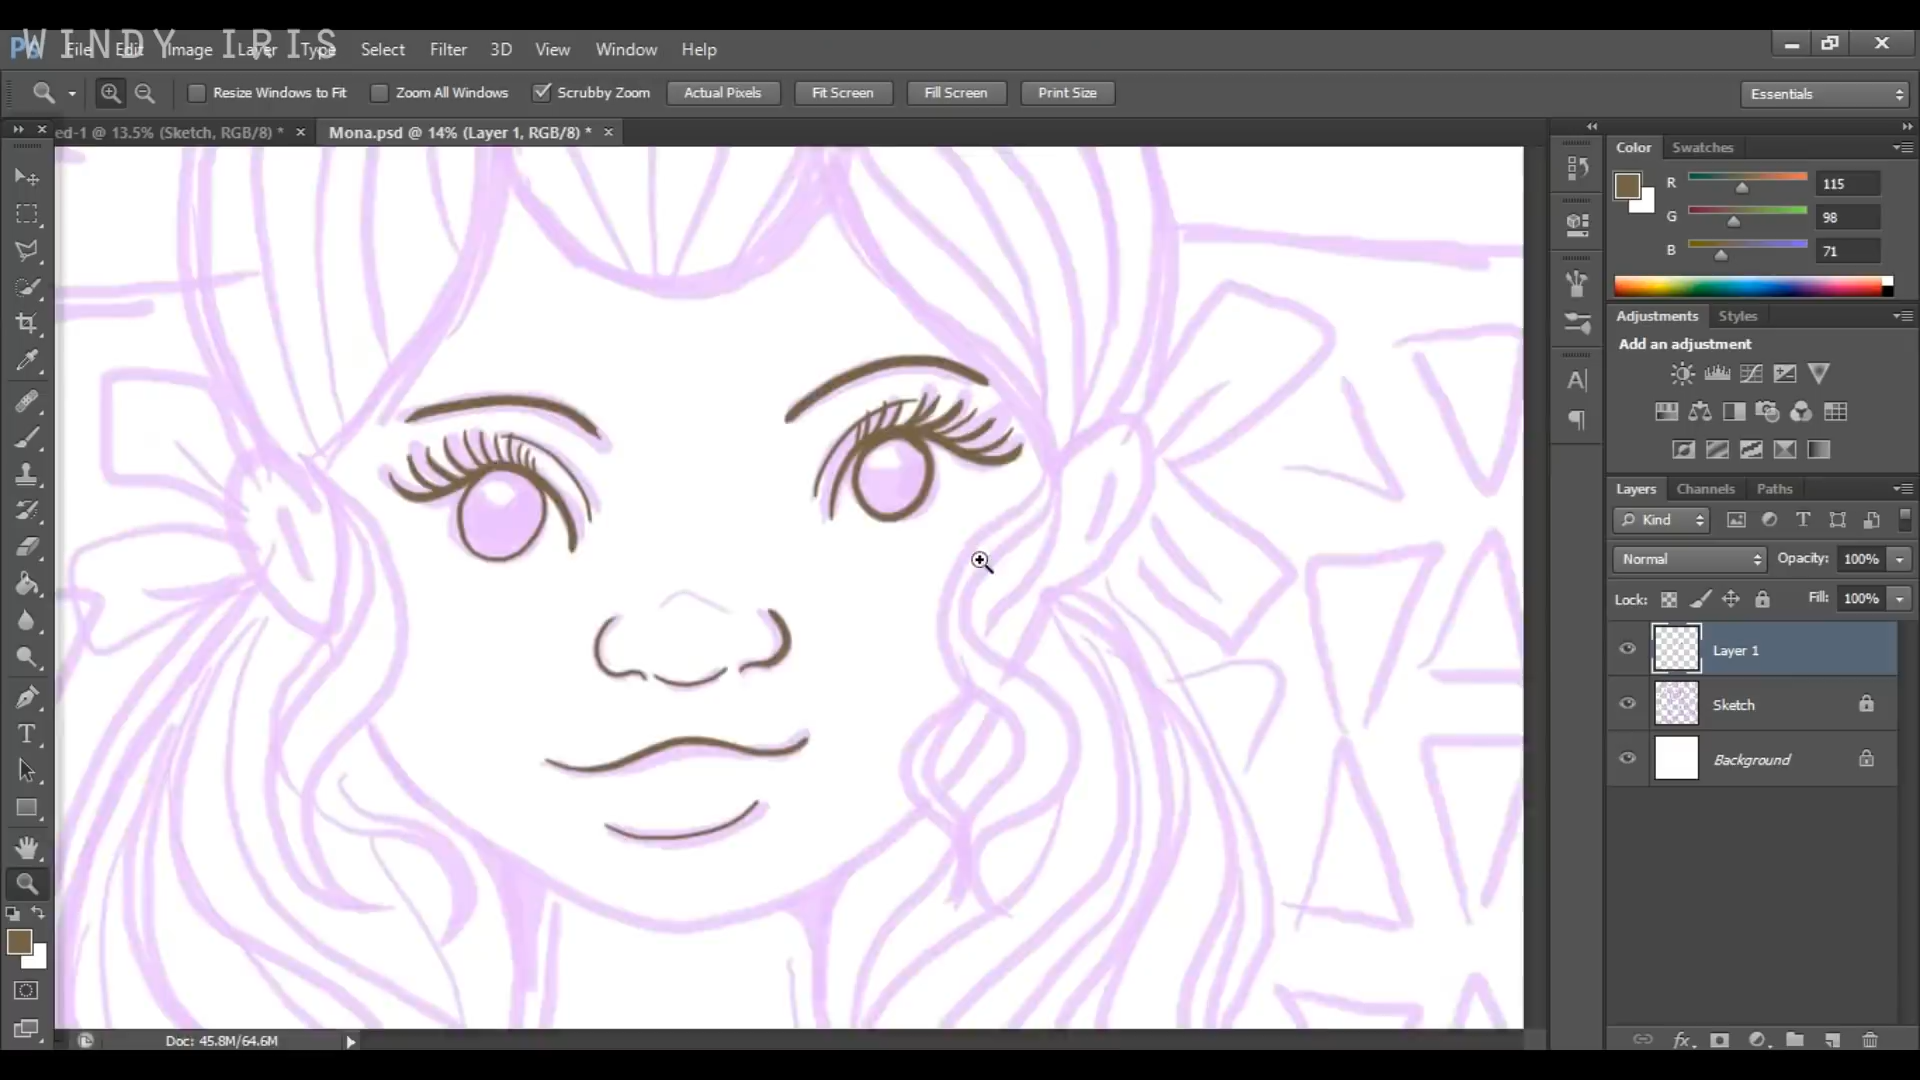 WINDY IRIS
Ps File Edit Image Layer Type Select Filter 3D View Window Help
Resize Windows to Fit Zoom All Windows Scrubby Zoom Actual Pixels Fit Screen Fill Screen Print Size Essentials
ed-1 @ 13.5% (Sketch, RGB/8) * × Mona.psd @ 14% (Layer 1, RGB/8) * ×
Color Swatches
R 115
G 98
B 71
Adjustments Styles
Add an adjustment
Layers Channels Paths
Kind
Normal Opacity: 100%
Lock: Fill: 100%
Layer 1
Sketch
Background
fx
Doc: 45.8M/64.6M